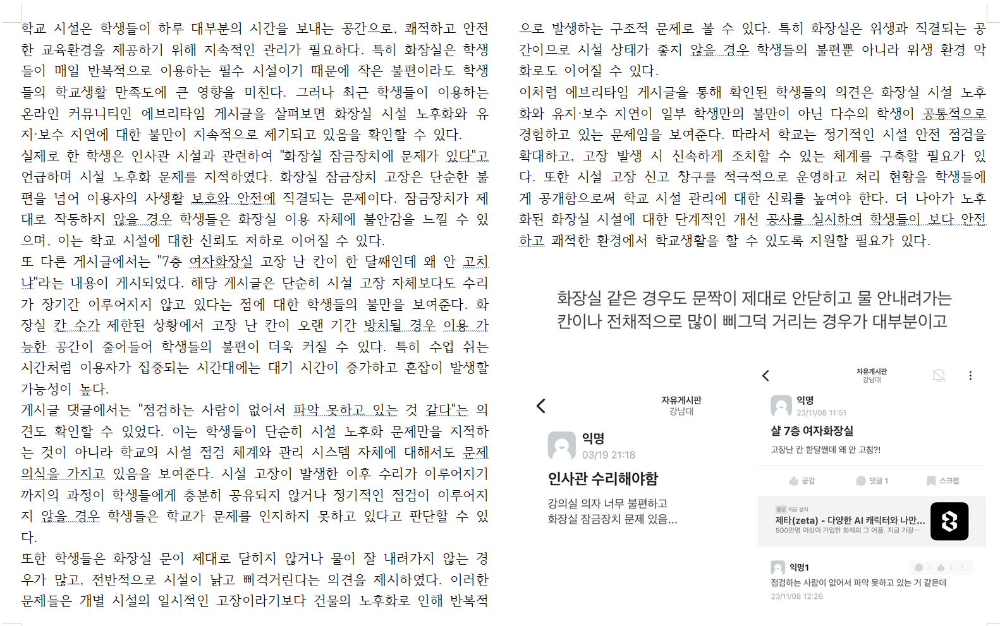 학교 시설은 학생들이 하루 대부분의 시간을 보내는 공간으로, 쾌적하고 안전
한 교육환경을 제공하기 위해 지속적인 관리가 필요하다. 특히 화장실은 학생
들이 매일 반복적으로 이용하는 필수 시설이기 때문에 작은 불편이라도 학생
들의 학교생활 만족도에 큰 영향을 미친다. 그러나 최근 학생들이 이용하는
온라인 커뮤니티인 에브리타임 게시글을 살펴보면 화장실 시설 노후화와 유
지·보수 지연에 대한 불만이 지속적으로 제기되고 있음을 확인할 수 있다.
실제로 한 학생은 인사관 시설과 관련하여 "화장실 잠금장치에 문제가 있다"고
언급하며 시설 노후화 문제를 지적하였다. 화장실 잠금장치 고장은 단순한 불
편을 넘어 이용자의 사생활 보호와 안전에 직결되는 문제이다. 잠금장치가 제
대로 작동하지 않을 경우 학생들은 화장실 이용 자체에 불안감을 느낄 수 있
으며, 이는 학교 시설에 대한 신뢰도 저하로 이어질 수 있다.
또 다른 게시글에서는 "7층 여자화장실 고장 난 칸이 한 달째인데 왜 안 고치
냐"라는 내용이 게시되었다. 해당 게시글은 단순히 시설 고장 자체보다도 수리
가 장기간 이루어지지 않고 있다는 점에 대한 학생들의 불만을 보여준다. 화
장실 칸 수가 제한된 상황에서 고장 난 칸이 오랜 기간 방치될 경우 이용 가
능한 공간이 줄어들어 학생들의 불편이 더욱 커질 수 있다. 특히 수업 쉬는
시간처럼 이용자가 집중되는 시간대에는 대기 시간이 증가하고 혼잡이 발생할
가능성이 높다.
게시글 댓글에서는 "점검하는 사람이 없어서 파악 못하고 있는 것 같다"는 의
견도 확인할 수 있었다. 이는 학생들이 단순히 시설 노후화 문제만을 지적하
는 것이 아니라 학교의 시설 점검 체계와 관리 시스템 자체에 대해서도 문제
의식을 가지고 있음을 보여준다. 시설 고장이 발생한 이후 수리가 이루어지기
까지의 과정이 학생들에게 충분히 공유되지 않거나 정기적인 점검이 이루어지
지 않을 경우 학생들은 학교가 문제를 인지하지 못하고 있다고 판단할 수 있
다.
또한 학생들은 화장실 문이 제대로 닫히지 않거나 물이 잘 내려가지 않는 경
우가 많고, 전반적으로 시설이 낡고 삐걱거린다는 의견을 제시하였다. 이러한
문제들은 개별 시설의 일시적인 고장이라기보다 건물의 노후화로 인해 반복적
으로 발생하는 구조적 문제로 볼 수 있다. 특히 화장실은 위생과 직결되는 공
간이므로 시설 상태가 좋지 않을 경우 학생들의 불편뿐 아니라 위생 환경 악
화로도 이어질 수 있다.
이처럼 에브리타임 게시글을 통해 확인된 학생들의 의견은 화장실 시설 노후
화와 유지·보수 지연이 일부 학생만의 불만이 아닌 다수의 학생이 공통적으로
경험하고 있는 문제임을 보여준다. 따라서 학교는 정기적인 시설 안전 점검을
확대하고, 고장 발생 시 신속하게 조치할 수 있는 체계를 구축할 필요가 있
다. 또한 시설 고장 신고 창구를 적극적으로 운영하고 처리 현황을 학생들에
게 공개함으로써 학교 시설 관리에 대한 신뢰를 높여야 한다. 더 나아가 노후
화된 화장실 시설에 대한 단계적인 개선 공사를 실시하여 학생들이 보다 안전
하고 쾌적한 환경에서 학교생활을 할 수 있도록 지원할 필요가 있다.
화장실 같은 경우도 문짝이 제대로 안닫히고 물 안내려가는
칸이나 전채적으로 많이 삐그덕 거리는 경우가 대부분이고
자유게시판
강남대
익명
03/19 21:18
인사관 수리해야함
강의실 의자 너무 불편하고
화장실 잠금장치 문제 있음...
자유게시판
강남대
익명
23/11/08 11:51
샬 7층 여자화장실
고장난 칸 한달짼데 왜 안 고침?!
공감
댓글 1
스크랩
광고 지금 설치
제타(zeta) - 다양한 AI 캐릭터와 나만...
500만명 이상이 가입한 화제의 그 어플. 지금 가장...
익명1
점검하는 사람이 없어서 파악 못하고 있는 거 같은데
23/11/08 12:26